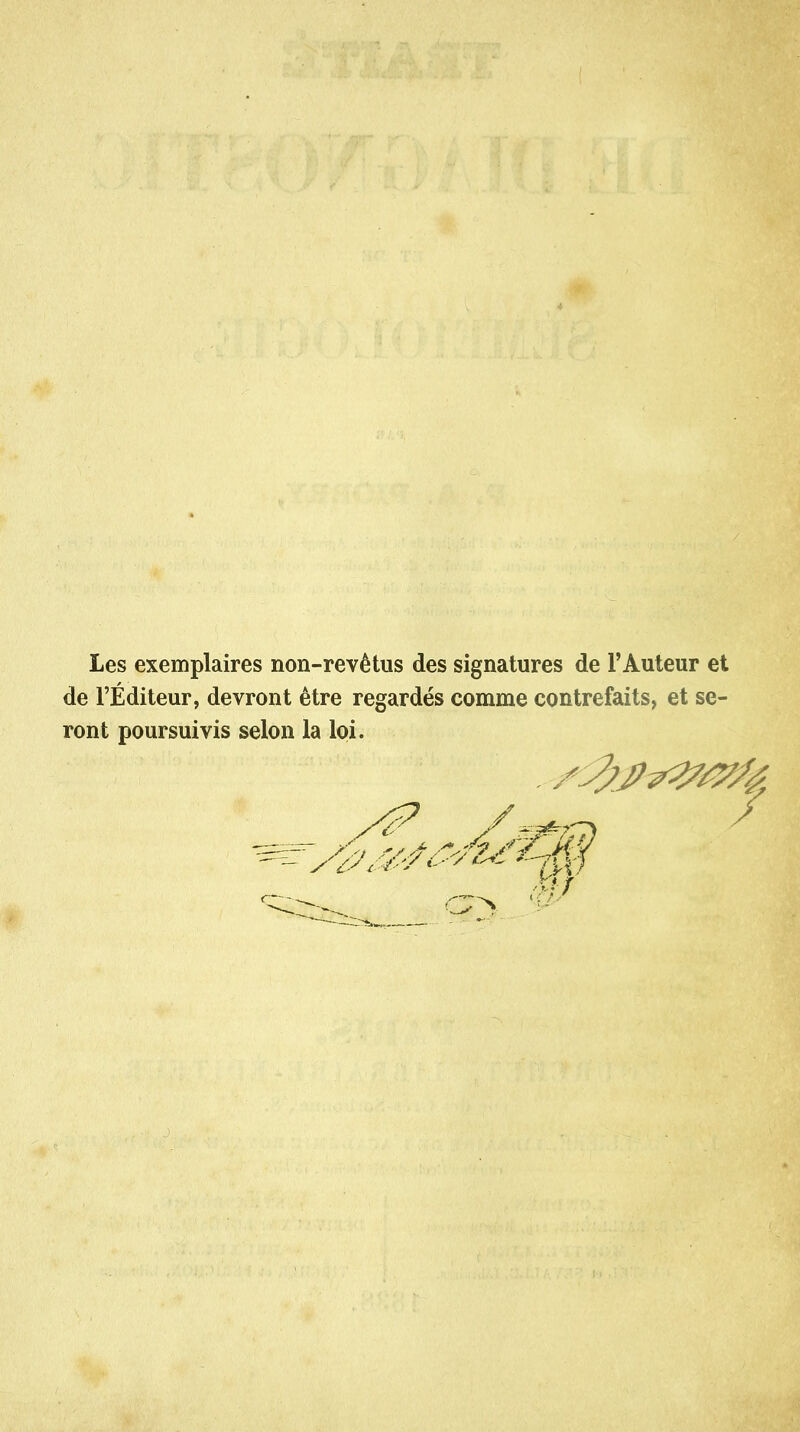 Les exemplaires non-revêtus des signatures de l'Auteur et
de l'Éditeur, devront être regardés comme contrefaits, et se-
ront poursuivis selon la loi.